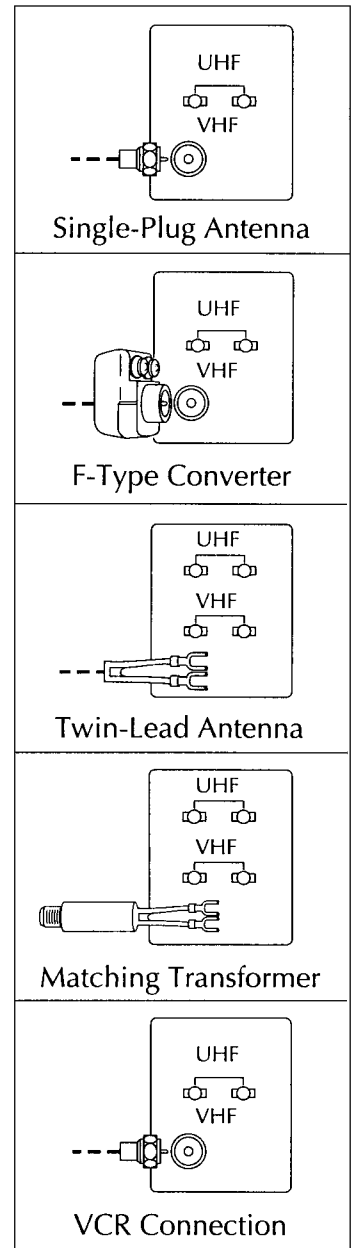 UHF
VHF
Single-Plug Antenna
UHF
VHF
F-Type Converter
UHF
VHF
Twin-Lead Antenna
UHF
VHF
Matching Transformer
UHF
VHF
VCR Connection